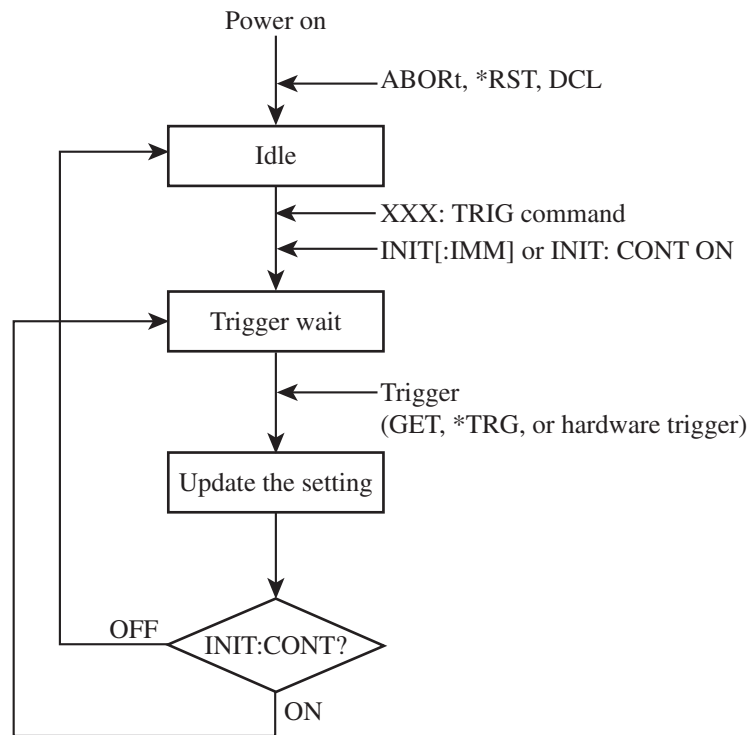 Power on
ABORt, *RST, DCL
Idle
XXX: TRIG command
INIT[:IMM] or INIT: CONT ON
Trigger wait
Trigger
(GET, *TRG, or hardware trigger)
Update the setting
OFF
INIT:CONT?
ON